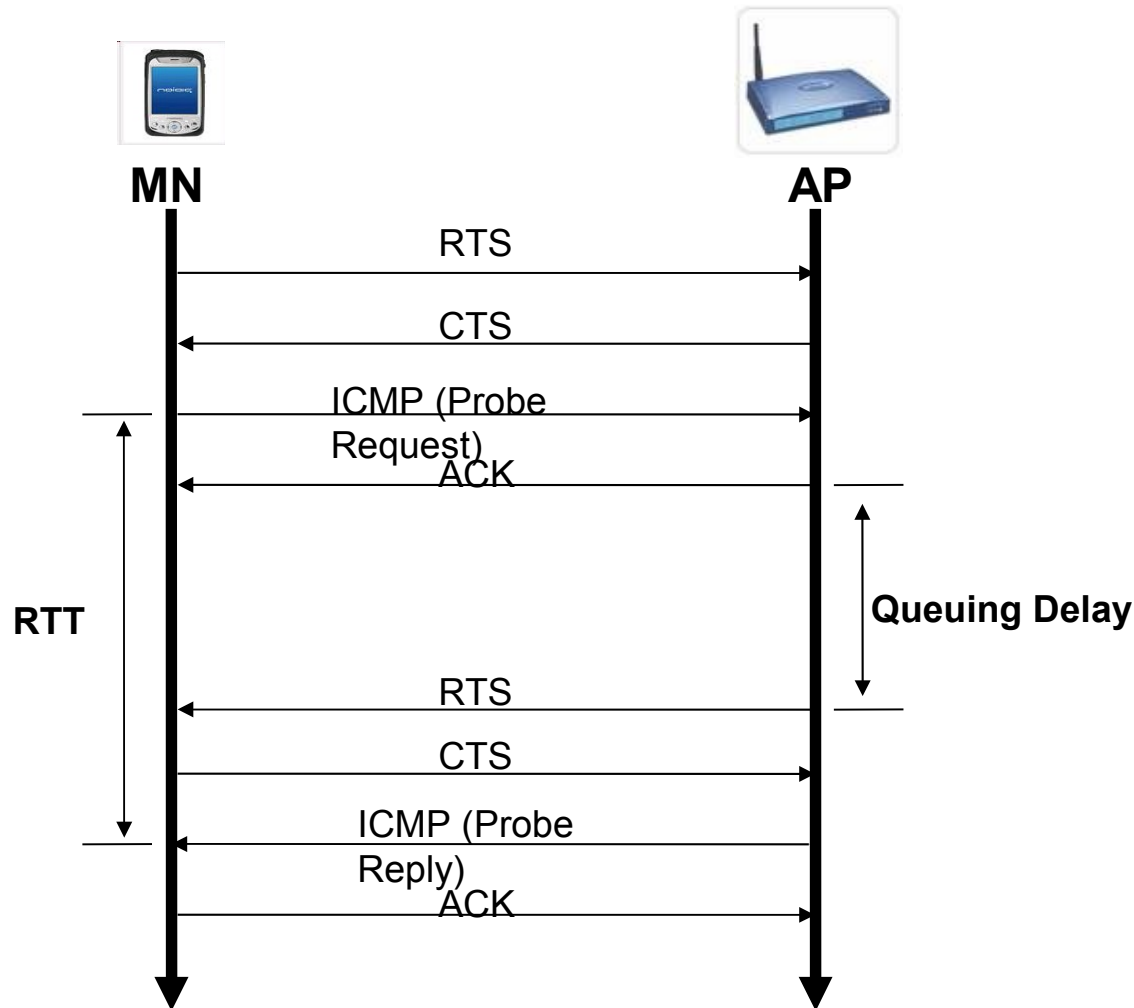 MN
AP
RTS
CTS
ICMP (Probe
Request)
ACK
RTT
Queuing Delay
RTS
CTS
ICMP (Probe
Reply)
ACK